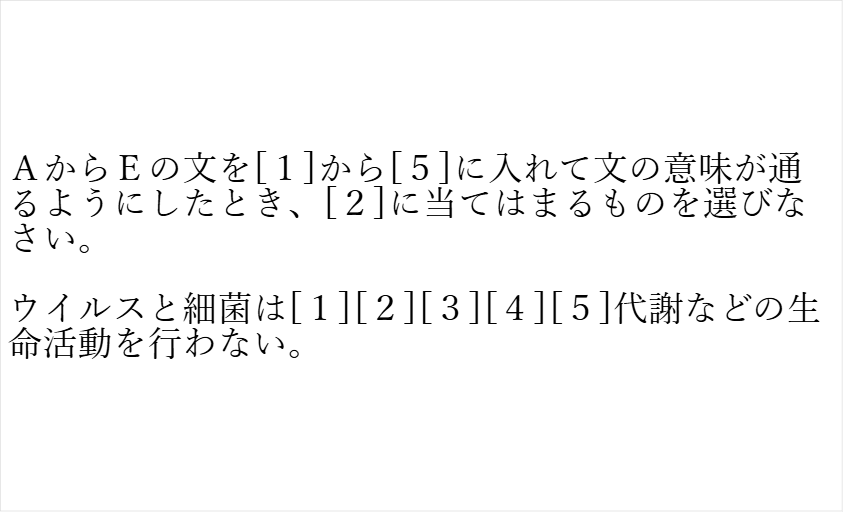 ＡからＥの文を[１]から[５]に入れて文の意味が通
るようにしたとき、[２]に当てはまるものを選びな
さい。
ウイルスと細菌は[１][２][３][４][５]代謝などの生
命活動を行わない。